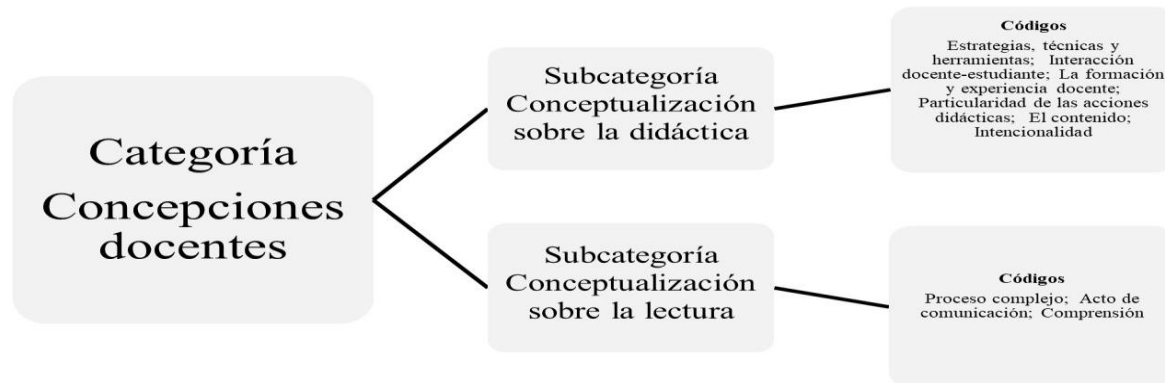 Categoría
Concepciones
docentes
Subcategoría
Conceptualización
sobre la didáctica
Códigos
Estrategias, técnicas y
herramientas; Interacción
docente-estudiante; La formación
y experiencia docente;
Particularidad de las acciones
didácticas; El contenido;
Intencionalidad
Subcategoría
Conceptualización
sobre la lectura
Códigos
Proceso complejo; Acto de
comunicación; Comprensión